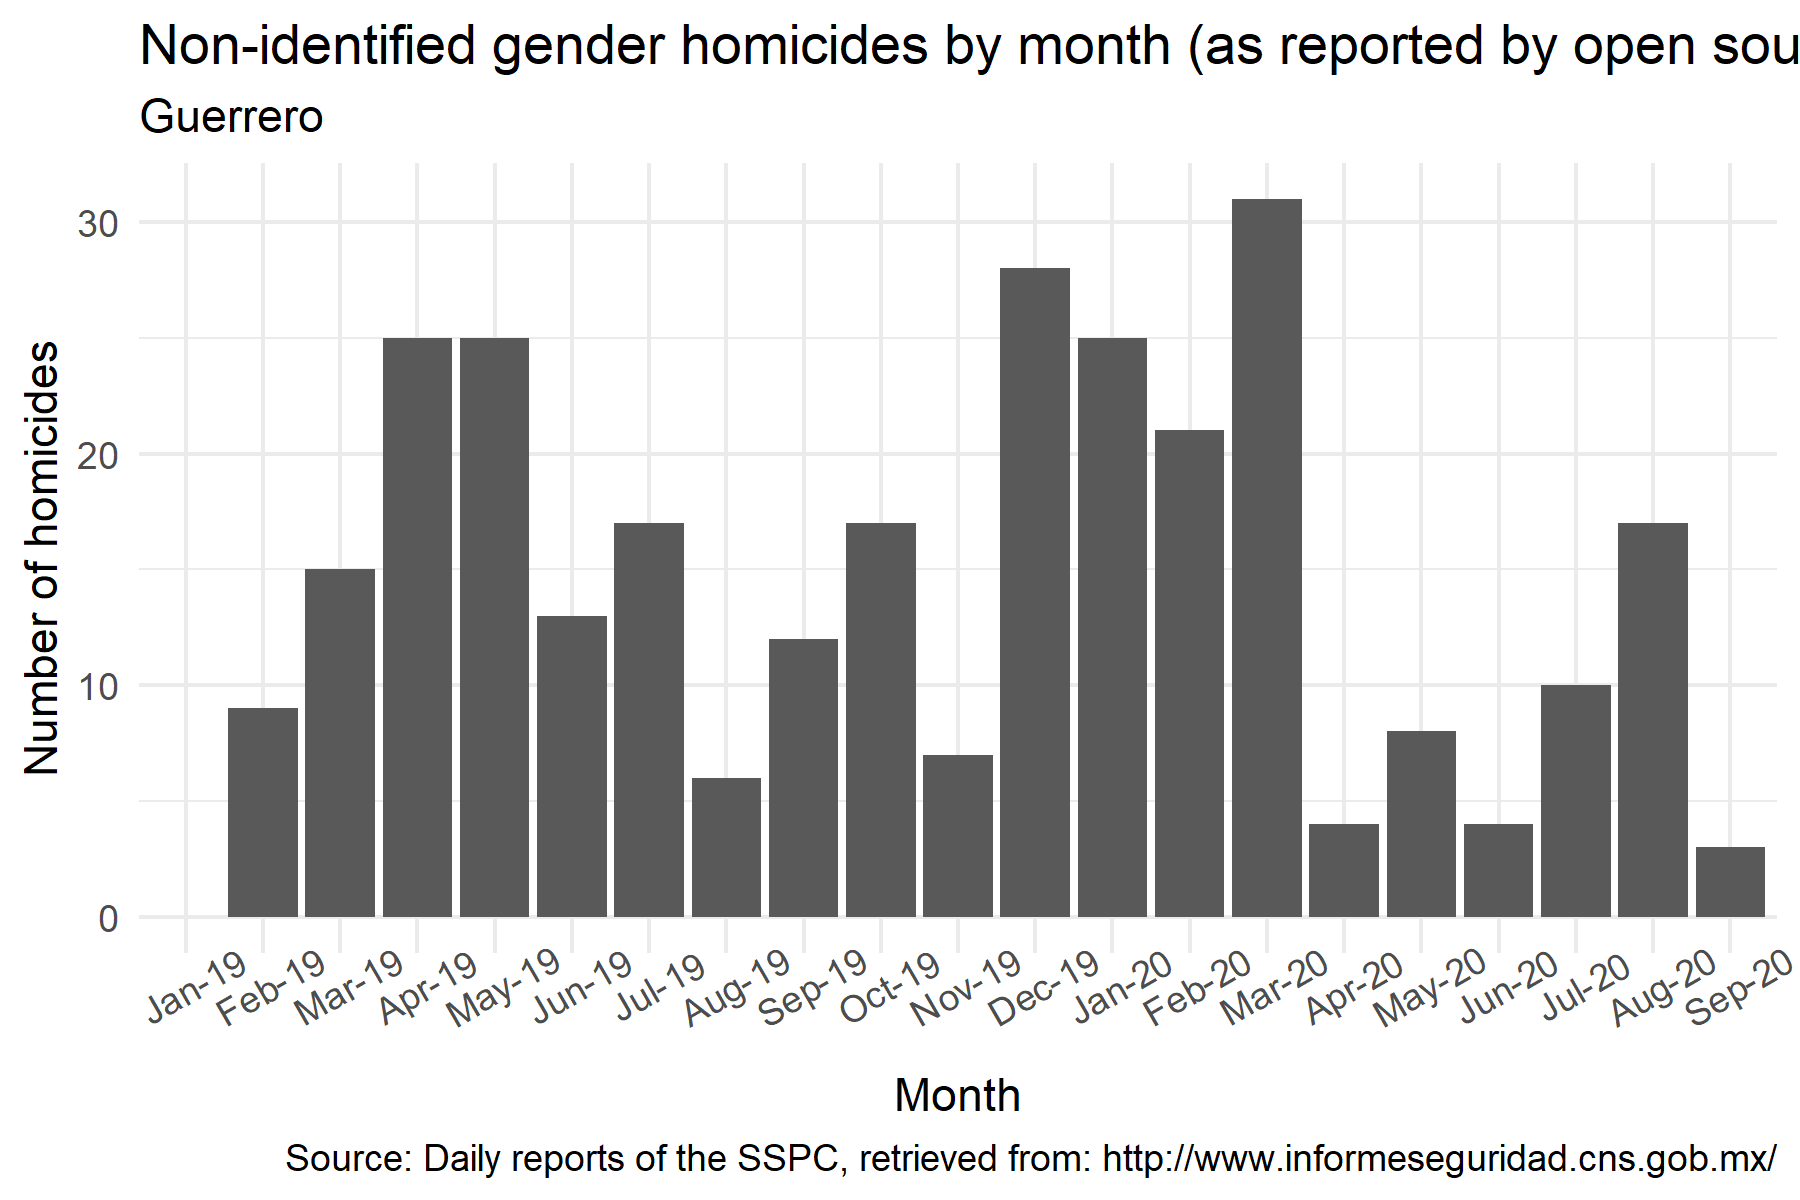 Non-identified gender homicides by month (as reported by open sou
Guerrero
Number of homicides
30
20
10
0
Jan-19
Feb-19
Mar-19
Apr-19
May-19
Jun-19
Jul-19
Aug-19
Sep-19
Oct-19
Nov-19
Dec-19
Jan-20
Feb-20
Mar-20
Apr-20
May-20
Jun-20
Jul-20
Aug-20
Sep-20
Month
Source: Daily reports of the SSPC, retrieved from: http://www.informeseguridad.cns.gob.mx/